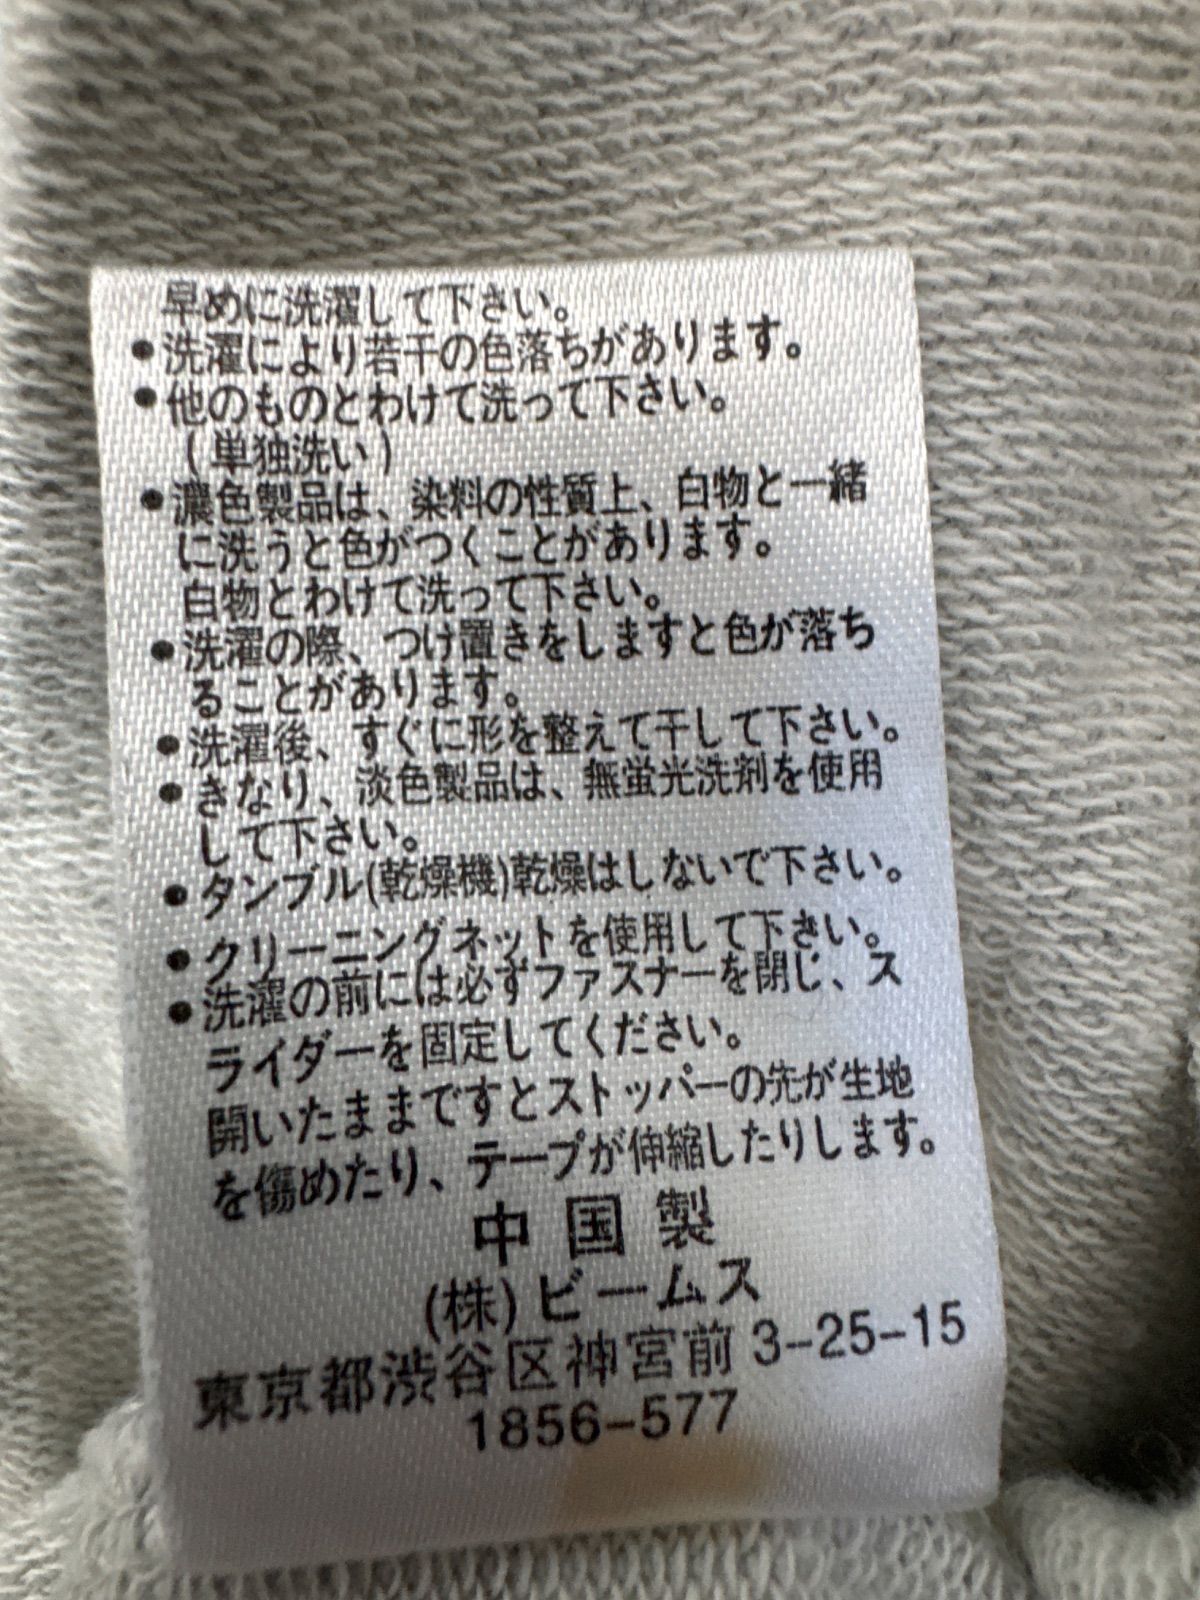 早めに洗濯して下さい。
•洗濯により若干の色落ちがあります。
•他のものとわけて洗って下さい。
(単独洗い)
•濃色製品は、染料の性質上、白物と一緒
に洗うと色がつくことがあります。
白物とわけて洗って下さい。
•洗濯の際、つけ置きをしますと色が落ち
ることがあります。
•洗濯後、すぐに形を整えて干して下さい。
•きなり、淡色製品は、無蛍光洗剤を使用
して下さい。
•タンブル(乾燥機)乾燥はしないで下さい。
•クリーニングネットを使用して下さい。
•洗濯の前には必ずファスナーを閉じ、ス
ライダーを固定してください。
開いたままですとストッパーの先が生地
を傷めたり、テープが伸縮したりします。
中国製
(株)ビームス
東京都渋谷区神宮前3-25-15
1856-577